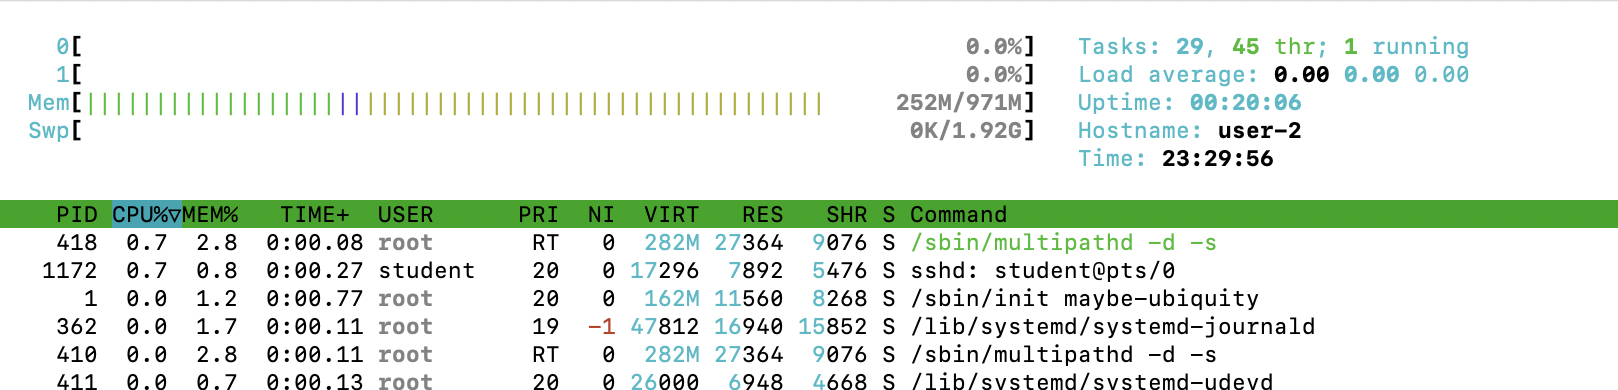 0[ 0.0%] Tasks: 29, 45 thr; 1 running
1[ 0.0%] Load average: 0.00 0.00 0.00
Mem[||||||||||||||||||||||||||||||||||||||||||||||||||||| 252M/971M] Uptime: 00:20:06
Swp[ 0K/1.92G] Hostname: user-2
Time: 23:29:56
PID CPU%▽MEM% TIME+ USER PRI NI VIRT RES SHR S Command
418 0.7 2.8 0:00.08 root RT 0 282M 27364 9076 S /sbin/multipathd -d -s
1172 0.7 0.8 0:00.27 student 20 0 17296 7892 5476 S sshd: student@pts/0
1 0.0 1.2 0:00.77 root 20 0 162M 11560 8268 S /sbin/init maybe-ubiquity
362 0.0 1.7 0:00.11 root 19 -1 47812 16940 15852 S /lib/systemd/systemd-journald
410 0.0 2.8 0:00.11 root RT 0 282M 27364 9076 S /sbin/multipathd -d -s
411 0.0 0.7 0:00.13 root 20 0 26000 6948 4668 S /lib/systemd/systemd-udevd